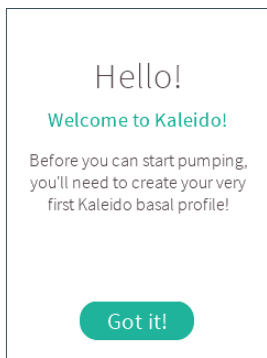 Hello!
Welcome to Kaleido!
Before you can start pumping,
you'll need to create your very
first Kaleido basal profile!
Got it!